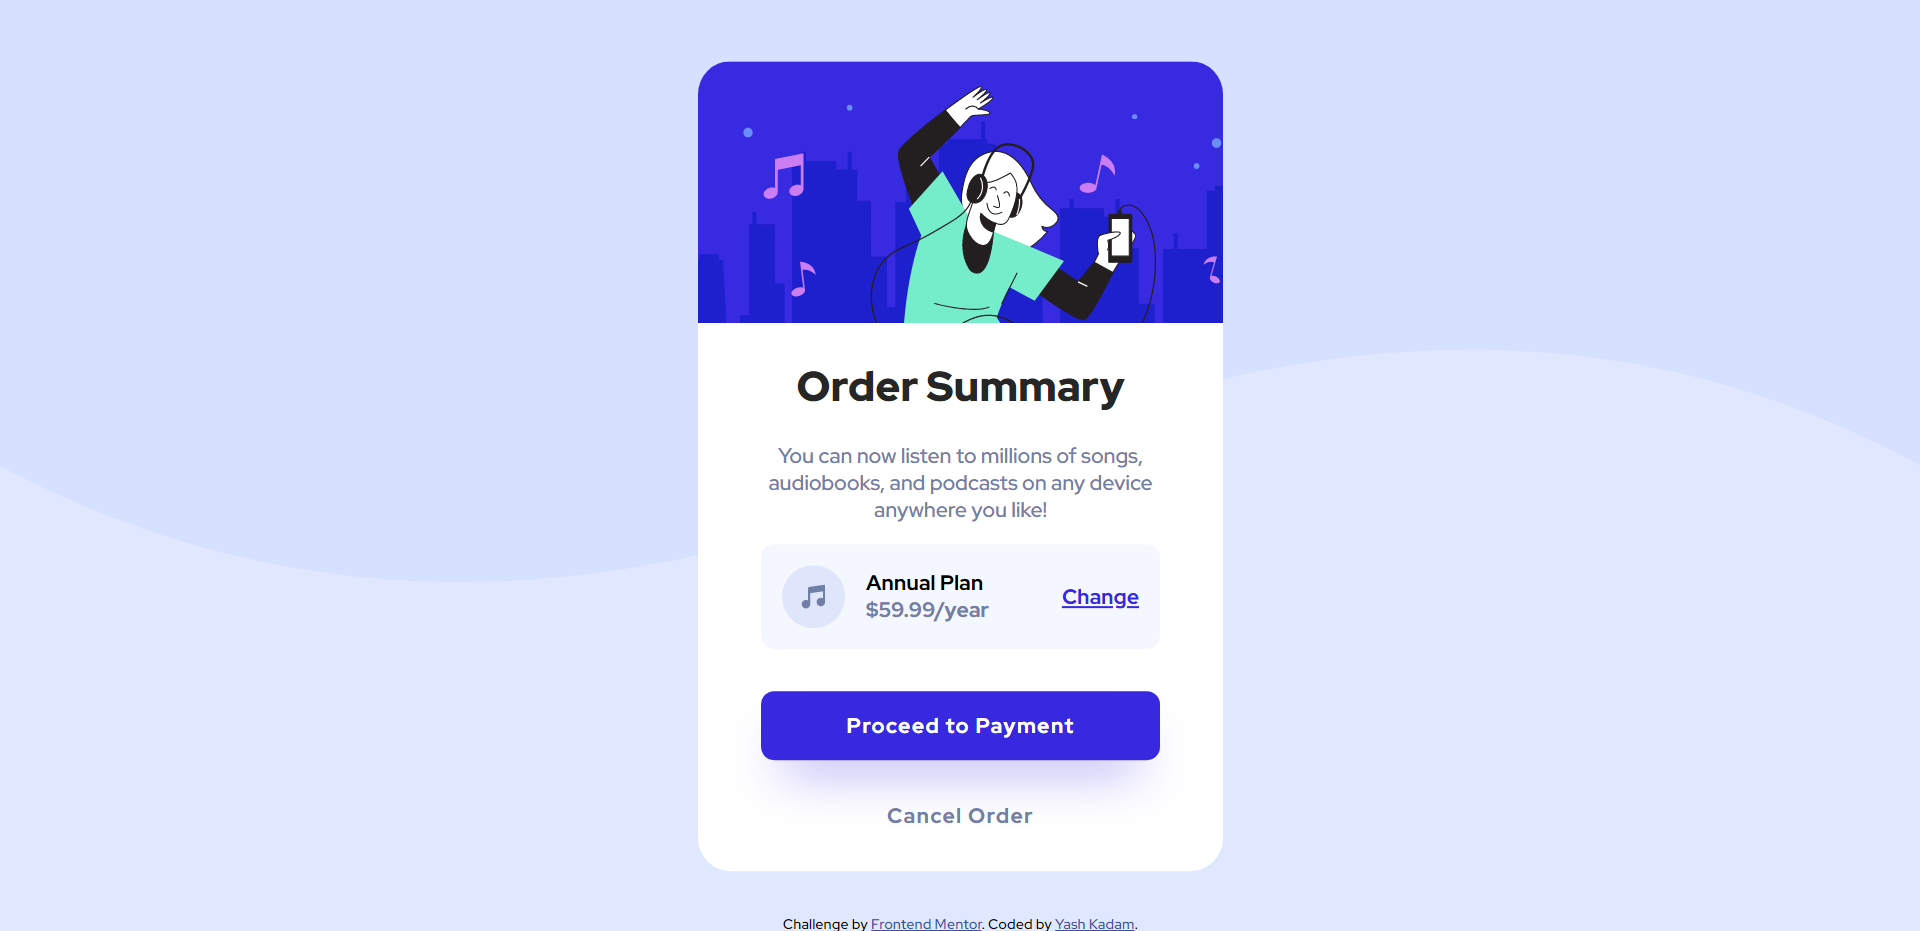 Order Summary
You can now listen to millions of songs,
audiobooks, and podcasts on any device
anywhere you like!
Annual Plan
$59.99/year
Change
Proceed to Payment
Cancel Order
Challenge by Frontend Mentor. Coded by Yash Kadam.